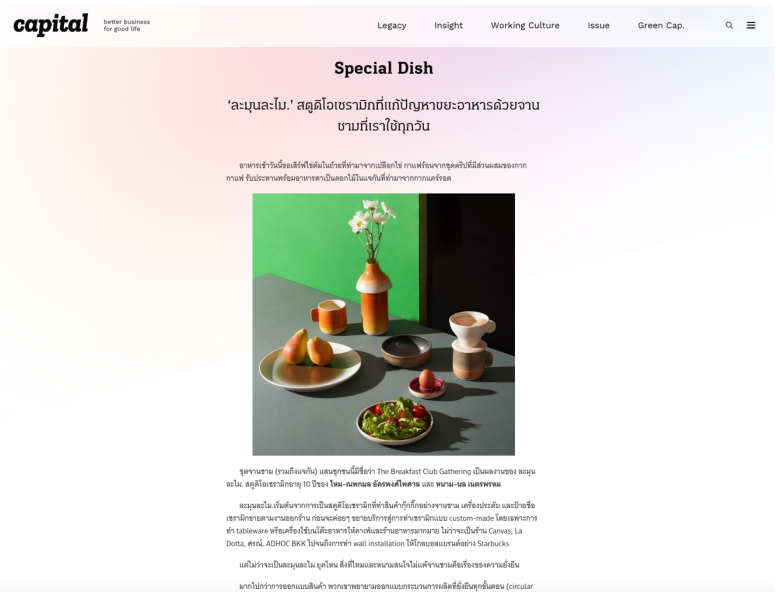 capital
better business
for good life
Legacy Insight Working Culture Issue Green Cap.
Special Dish
‘ละมุนละไม.’ สตูดิโอเซรามิกที่แก้ปัญหาขยะอาหารด้วยจาน
ชามที่เราใช้ทุกวัน
อาหารเช้าวันนี้ขอเสิร์ฟไข่ต้มในถ้วยที่ทำมาจากเปลือกไข่ กาแฟร้อนจากชุดดริปที่มีส่วนผสมของกาก
กาแฟ รับประทานพร้อมอาหารตาเป็นดอกไม้ในแจกันที่ทำมาจากกากแคร์รอต
ชุดจานชาม (รวมถึงแจกัน) แสนซุกซนนี้มีชื่อว่า The Breakfast Club Gathering เป็นผลงานของ ละมุน
ละไม. สตูดิโอเซรามิกอายุ 10 ปีของ ไหม-ณพกมล อัครพงศ์ไพศาล และ หนาม-นล เนตรพรหม
ละมุนละไม.เริ่มต้นจากการเป็นสตูดิโอเซรามิกที่ทำสินค้ากุ๊กกิ๊กอย่างจานชาม เครื่องประดับ และป้ายชื่อ
เซรามิกขายตามงานออกร้าน ก่อนจะค่อยๆ ขยายบริการสู่การทำเซรามิกแบบ custom-made โดยเฉพาะการ
ทำ tableware หรือเครื่องใช้บนโต๊ะอาหารให้คาเฟ่และร้านอาหารมากมาย ไม่ว่าจะเป็นร้าน Canvas, La
Dotta, ศรณ์, ADHOC BKK ไปจนถึงการทำ wall installation ให้โกลบอลแบรนด์อย่าง Starbucks
แต่ไม่ว่าจะเป็นละมุนละไม.ยุคไหน สิ่งที่ไหมและหนามสนใจไม่แพ้จานชามคือเรื่องของความยั่งยืน
มากไปกว่าการออกแบบสินค้า พวกเขาพยายามออกแบบกระบวนการผลิตที่ยั่งยืนทุกขั้นตอน (circular